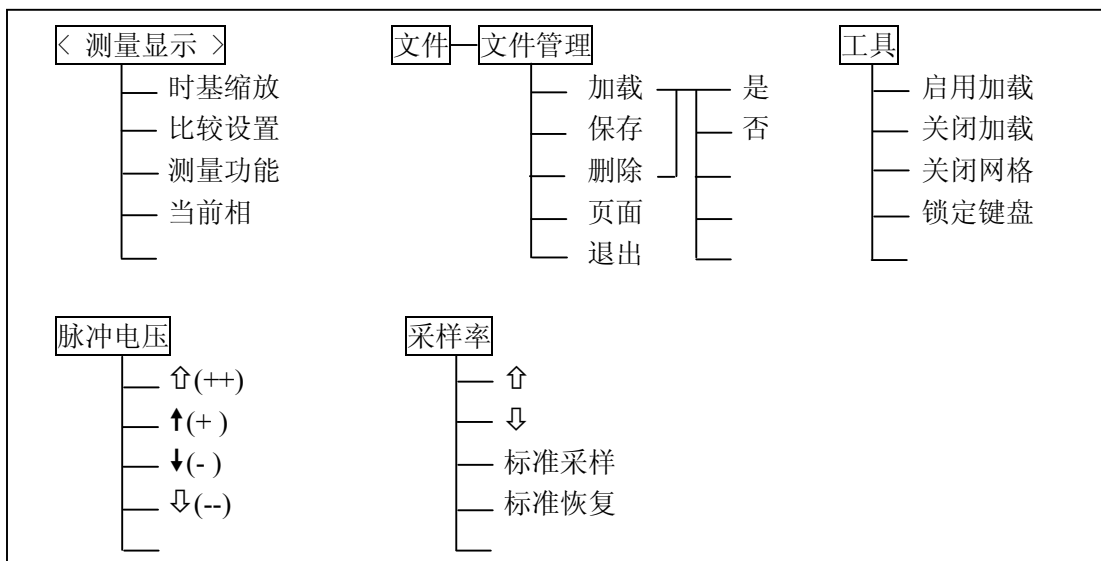 < 测量显示 >
时基缩放
比较设置
测量功能
当前相
文件
文件管理
加载
保存
删除
页面
退出
是
否
工具
启用加载
关闭加载
关闭网格
锁定键盘
脉冲电压
⇧(++)
↑(+ )
↓(- )
⇩(--)
采样率
⇧
⇩
标准采样
标准恢复